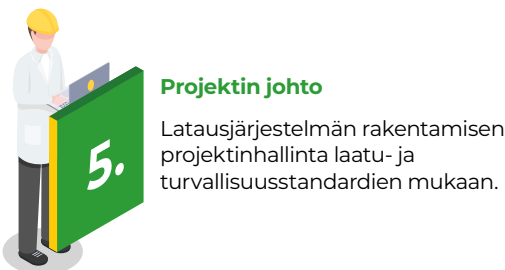 Projektin johto
Latausjärjestelmän rakentamisen
projektinhallinta laatu- ja
turvallisuusstandardien mukaan.
5.